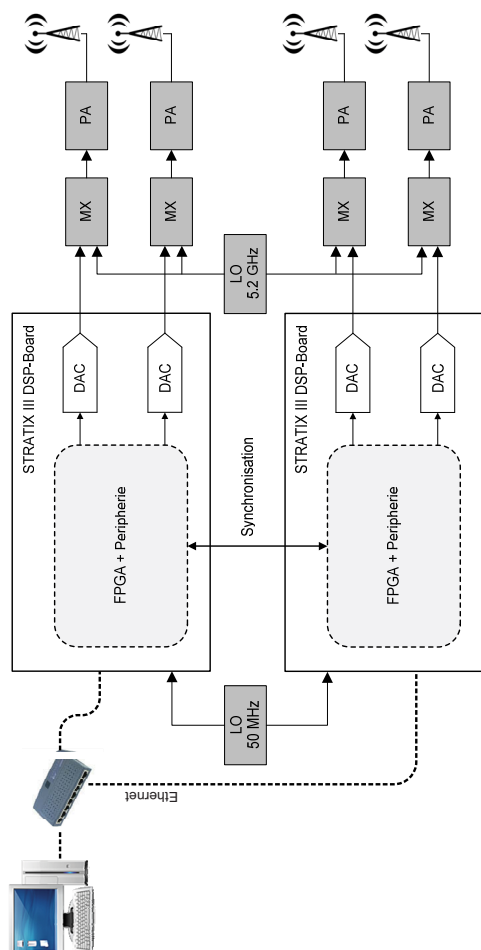 Ethernet
LO
50 MHz
STRATIX III DSP-Board
FPGA + Peripherie
DAC
DAC
Synchronisation
STRATIX III DSP-Board
FPGA + Peripherie
DAC
DAC
LO
5.2 GHz
MX
PA
MX
PA
MX
PA
MX
PA